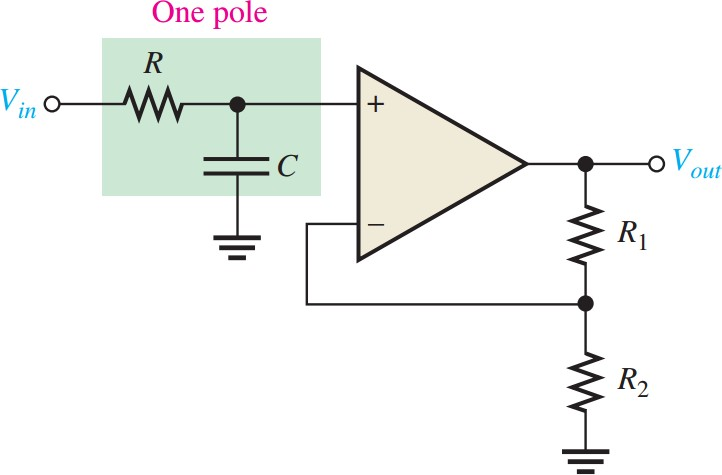 One pole
R
V_in
+
C
V_out
−
R_1
R_2